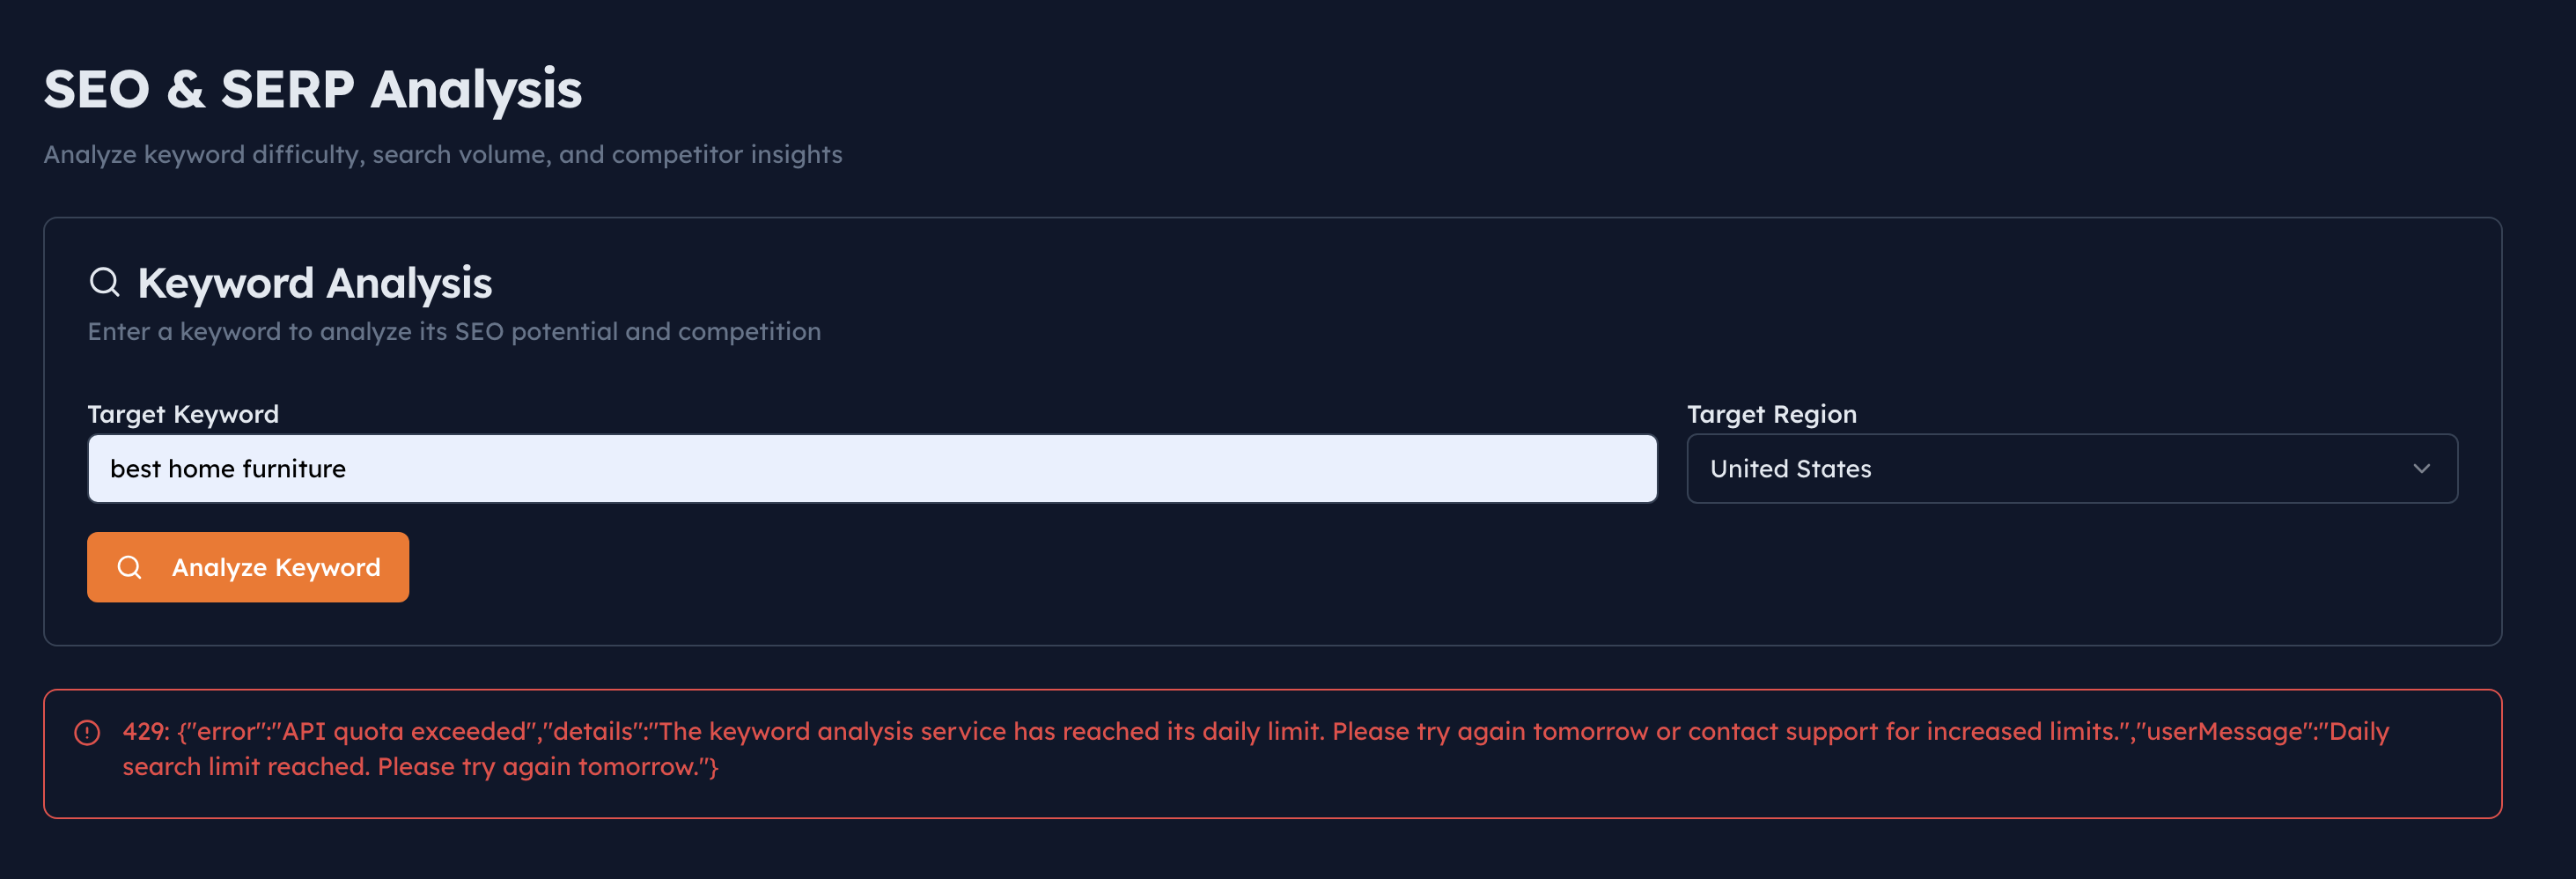 SEO & SERP Analysis
Analyze keyword difficulty, search volume, and competitor insights
Keyword Analysis
Enter a keyword to analyze its SEO potential and competition
Target Keyword
Target Region
best home furniture
United States
Analyze Keyword
429: {"error":"API quota exceeded","details":"The keyword analysis service has reached its daily limit. Please try again tomorrow or contact support for increased limits.","userMessage":"Daily
search limit reached. Please try again tomorrow."}